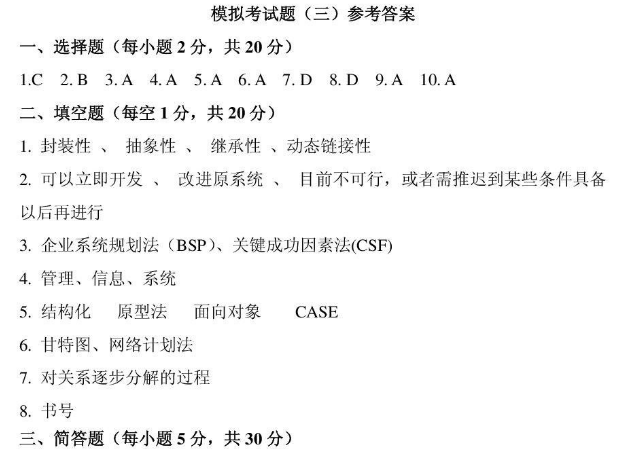 模拟考试题（三）参考答案
一、选择题（每小题 2 分，共 20 分）
1.C 2. B 3. A 4. A 5. A 6. A 7. D 8. D 9. A 10. A
二、填空题（每空 1 分，共 20 分）
1. 封装性 、 抽象性 、 继承性 、动态链接性
2. 可以立即开发 、 改进原系统 、 目前不可行，或者需推迟到某些条件具备
以后再进行
3. 企业系统规划法（BSP）、关键成功因素法(CSF)
4. 管理、信息、系统
5. 结构化 原型法 面向对象 CASE
6. 甘特图、网络计划法
7. 对关系逐步分解的过程
8. 书号
三、简答题（每小题 5 分，共 30 分）